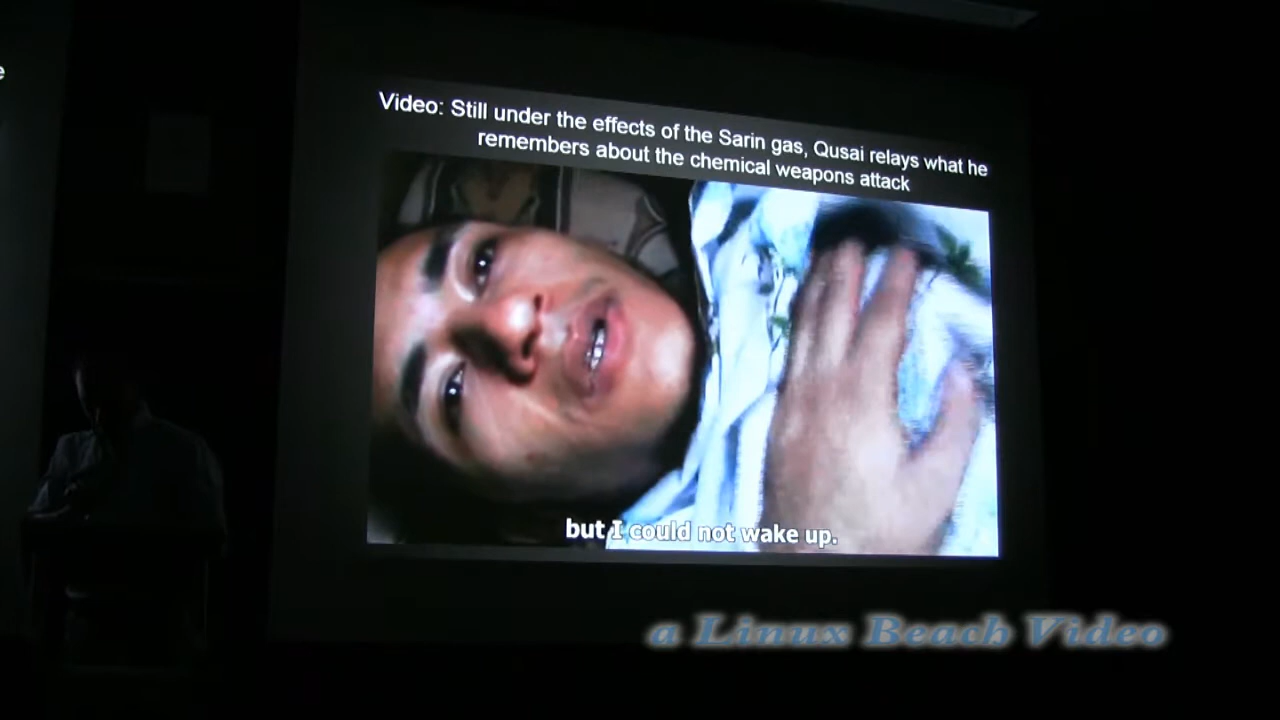 e
Video: Still under the effects of the Sarin gas, Qusai relays what he
remembers about the chemical weapons attack
but I could not wake up.
a Linux Beach Video